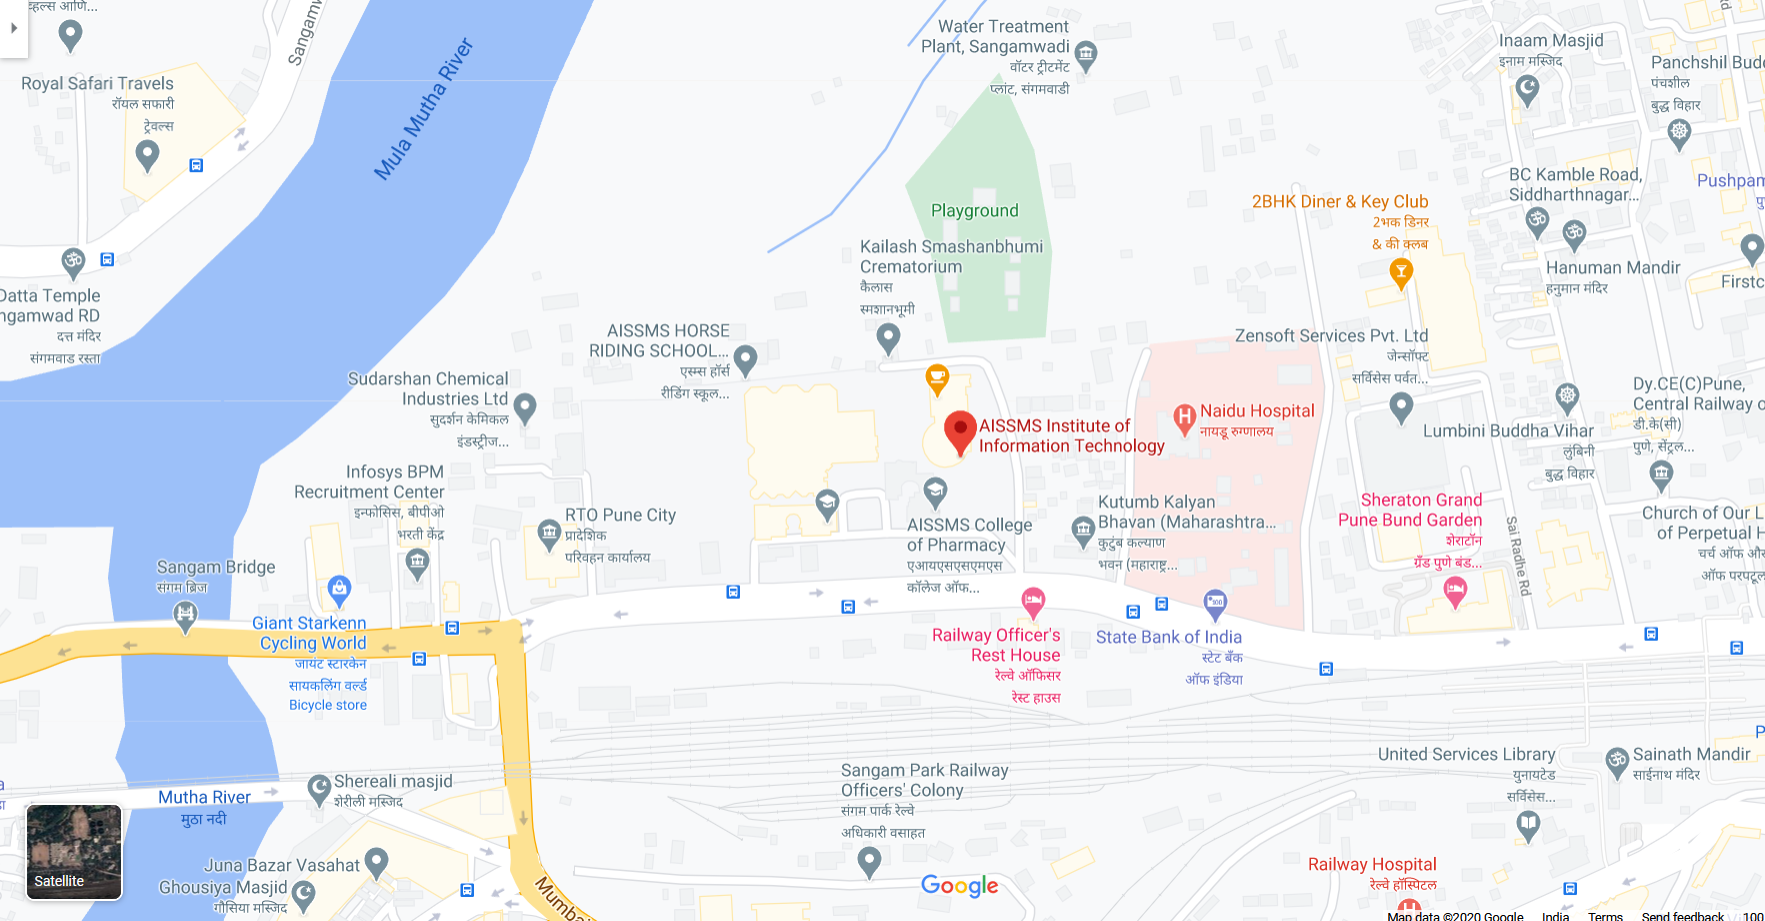 Royal Safari Travels
रॉयल सफारी
ट्रेवल्स
Mula Mutha River
Water Treatment
Plant, Sangamwadi
वॉटर ट्रीटमेंट
प्लांट, संगमवाडी
Inaam Masjid
इनाम मस्जिद
Panchshil
पंचशील
बुद्ध विहार
BC Kamble Road,
Siddharthnagar...
Hanuman Mandir
हनुमान मंदिर
2BHK Diner & Key Club
2भक डिनर
& की क्लब
Playground
Kailash Smashanbhumi
Crematorium
कैलास
स्मशानभूमी
Datta Temple
दत्त मंदिर
संगमवाड रस्ता
AISSMS HORSE
RIDING SCHOOL...
एस्म्स हॉर्स
रीडिंग स्कूल...
Zensoft Services Pvt. Ltd
जेन्सॉफ्ट
सर्विसेस पर्वत...
Sudarshan Chemical
Industries Ltd
सुदर्शन केमिकल
इंडस्ट्रीज...
AISSMS Institute of
Information Technology
Naidu Hospital
नायडू रुग्णालय
Dy.CE(C)Pune,
Central Railway
डी.के(सी)
पुणे, सेंट्रल...
Lumbini Buddha Vihar
लुंबिनी
बुद्ध विहार
Infosys BPM
Recruitment Center
इन्फोसिस, बीपीओ
भरती केंद्र
RTO Pune City
प्रादेशिक
परिवहन कार्यालय
AISSMS College
of Pharmacy
एआयएसएसएमएस
कॉलेज ऑफ...
Kutumb Kalyan
Bhavan (Maharashtra...
कुटुंब कल्याण
भवन (महाराष्ट्र...
Sheraton Grand
Pune Bund Garden
शेराटॉन
ग्रँड पुणे बंड...
Sai Radhe Rd
Church of Our
of Perpetual
चर्च ऑफ
ऑफ
Sangam Bridge
संगम ब्रिज
Giant Starkenn
Cycling World
जायंट स्टारकेन
सायकलिंग वर्ल्ड
Bicycle store
Railway Officer's
Rest House
रेल्वे ऑफिसर
रेस्ट हाउस
State Bank of India
स्टेट बँक
ऑफ इंडिया
United Services Library
युनायटेड
सर्विसेस...
Sainath Mandir
साईनाथ मंदिर
Shereali masjid
शेरीली मस्जिद
Mutha River
मुठा नदी
Sangam Park Railway
Officers' Colony
संगम पार्क रेल्वे
अधिकारी वसाहत
Satellite
Juna Bazar Vasahat
Ghousiya Masjid
गौसिया मस्जिद
Railway Hospital
रेल्वे हॉस्पिटल
Google
Map data ©2020 Google India Terms Send feedback 100